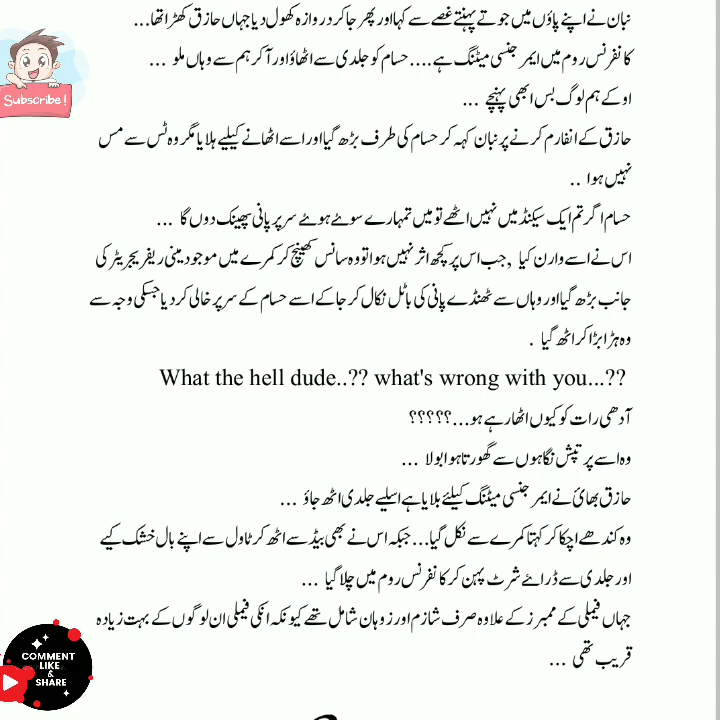 نبان نے اپنے پاؤں میں جوتے پہنتے غصے سے کہا اور پھر جا کر دروازہ کھول دیا جہاں حازق کھڑا تھا...
کانفرنس روم میں ایمرجنسی میٹنگ ہے.... حسام کو جلدی سے اٹھاؤ اور آ کر ہم سے وہاں ملو ...
اوکے ہم لوگ بس ابھی پہنچے ...
حازق کے انفارم کرنے پر نبان کہہ کر حسام کی طرف بڑھ گیا اور اسے اٹھانے کیلیے ہلایا مگر وہ ٹس سے مس
نہیں ہوا ..
حسام اگر تم ایک سیکنڈ میں نہیں اٹھے تو میں تمہارے سوئے ہوئے سر پر پانی پھینک دوں گا ...
اس نے اسے وارن کیا , جب اس پر کچھ اثر نہیں ہوا تو وہ سانس کھینچ کر کمرے میں موجود مینی ریفریجریٹر کی
جانب بڑھ گیا اور وہاں سے ٹھنڈے پانی کی باٹل نکال کر جا کے اسے حسام کے سر پر خالی کر دیا جسکی وجہ سے
وہ ہڑابڑا کر اٹھ گیا .
What the hell dude..?? what's wrong with you...??
آدھی رات کو کیوں اٹھا رہے ہو...؟؟؟؟؟
وہ اسے پر تپش نگاہوں سے گھورتا ہوا بولا ...
حازق بھائ نے ایمرجنسی میٹنگ کیلئے بلایا ہے اسلیے جلدی اٹھ جاؤ ...
وہ کندھے اچکا کر کہتا کمرے سے نکل گیا... جبکہ اس نے بھی بیڈ سے اٹھ کر ٹاول سے اپنے بال خشک کیے
اور جلدی سے ڈرائے شرٹ پہن کر کانفرنس روم میں چلا گیا ...
جہاں فیملی کے ممبرز کے علاوہ صرف شازم اور زوہان شامل تھے کیونکہ انکی فیملی ان لوگوں کے بہت زیادہ
قریب تھی ...
Subscribe!
COMMENT
LIKE
&
SHARE